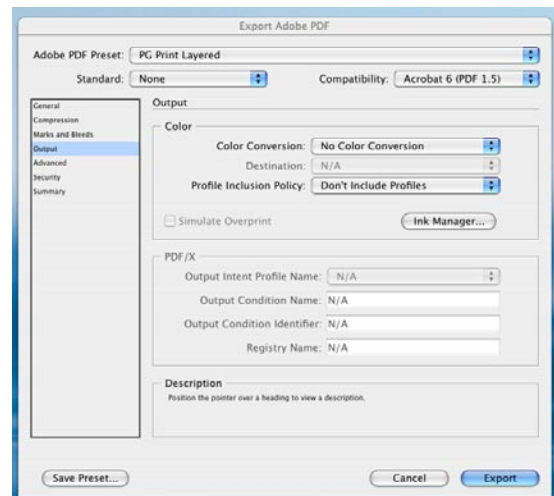 Export Adobe PDF
Adobe PDF Preset: PG Print Layered
Standard: None Compatibility: Acrobat 6 (PDF 1.5)
General
Compression
Marks and Bleeds
Output
Advanced
Security
Summary
Output
Color
Color Conversion: No Color Conversion
Destination: N/A
Profile Inclusion Policy: Don't Include Profiles
Simulate Overprint Ink Manager...
PDF/X
Output Intent Profile Name: N/A
Output Condition Name: N/A
Output Condition Identifier: N/A
Registry Name: N/A
Description
Position the pointer over a heading to view a description.
Save Preset... Cancel Export